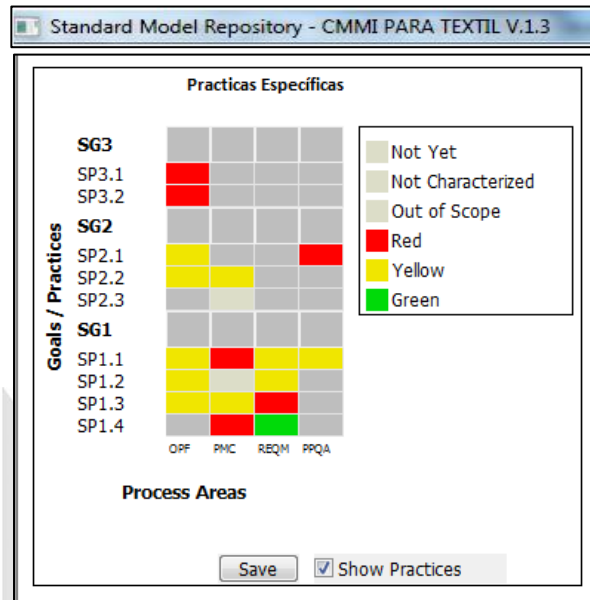 Standard Model Repository - CMMI PARA TEXTIL V.1.3
Practicas Específicas
Goals / Practices
SG3
SP3.1
SP3.2
SG2
SP2.1
SP2.2
SP2.3
SG1
SP1.1
SP1.2
SP1.3
SP1.4
OPF PMC REQM PPQA
Process Areas
Not Yet
Not Characterized
Out of Scope
Red
Yellow
Green
Save Show Practices